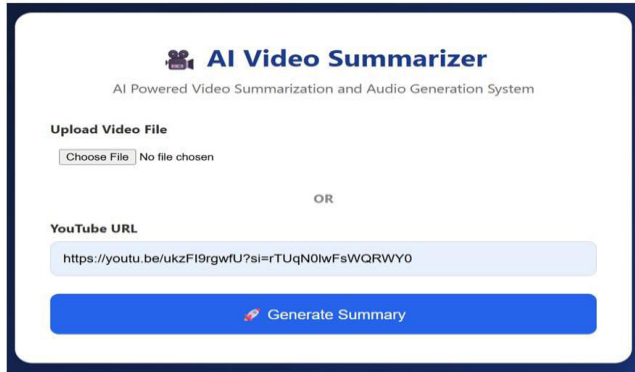 AI Video Summarizer
AI Powered Video Summarization and Audio Generation System
Upload Video File
Choose File No file chosen
OR
YouTube URL
https://youtu.be/ukzFI9rgwfU?si=rTUqN0IwFsWQRWY0
Generate Summary